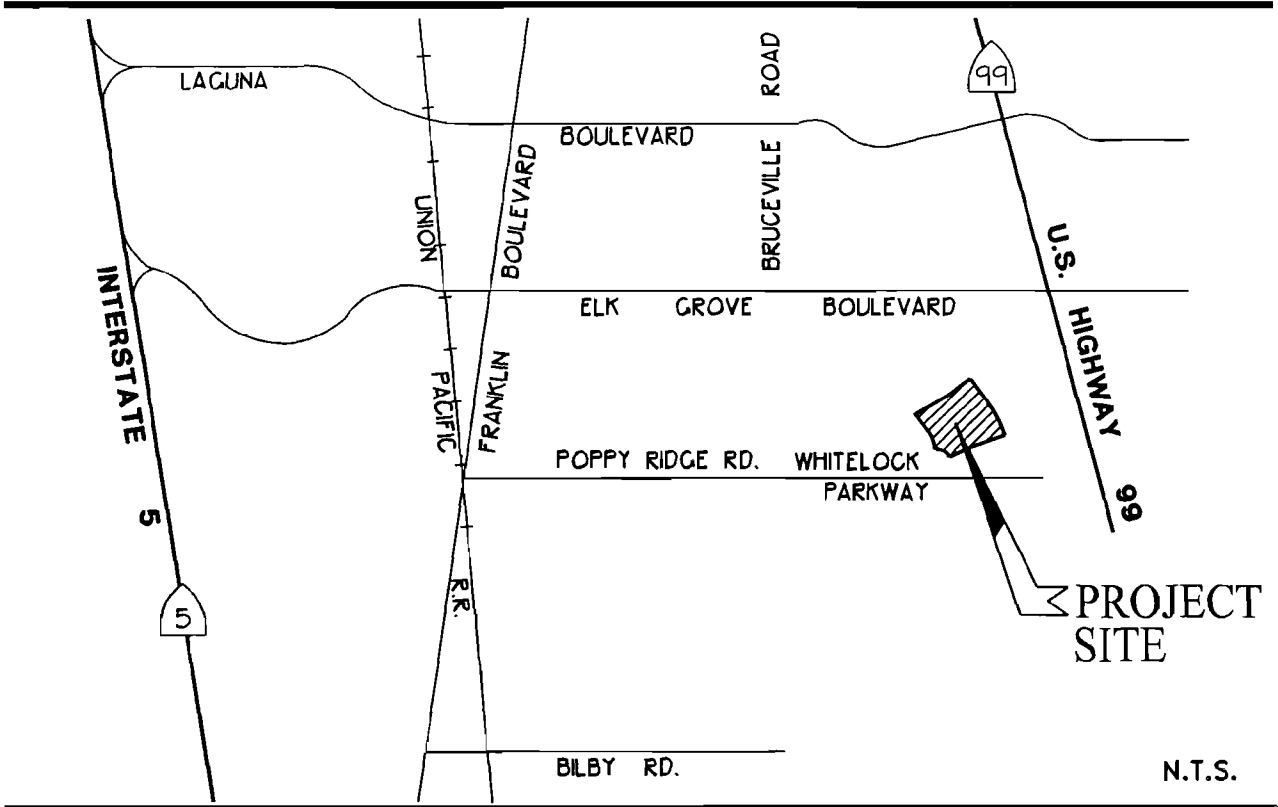 LAGUNA
BOULEVARD
BRUCEVILLE ROAD
99
UNION PACIFIC R.R.
FRANKLIN BOULEVARD
INTERSTATE 5
5
U.S. HIGHWAY 99
ELK GROVE BOULEVARD
POPPY RIDGE RD. WHITELOCK
PARKWAY
PROJECT
SITE
BILBY RD.
N.T.S.